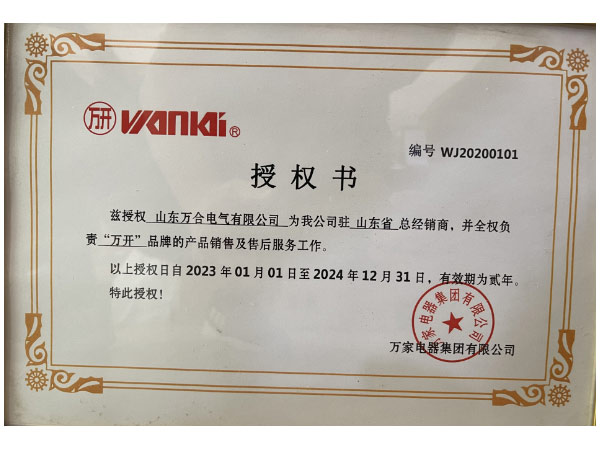 万开 WANKAI ®
编号 WJ20200101
授权书
兹授权 山东万合电气有限公司 为我公司驻 山东省 总经销商，并全权负
责“万开”品牌的产品销售及售后服务工作。
以上授权日自2023年01月01日至2024年12月31日，有效期为贰年。
特此授权！
万家电器集团有限公司
万家电器集团有限公司